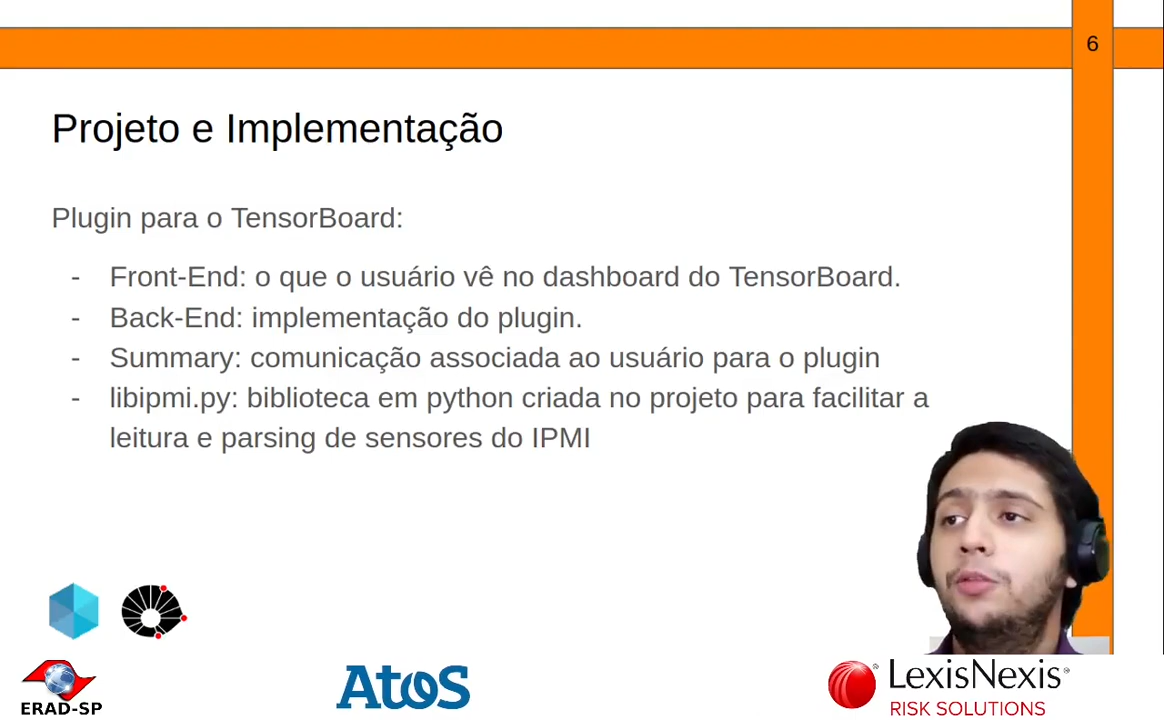 6
Projeto e Implementação
Plugin para o TensorBoard:
- Front-End: o que o usuário vê no dashboard do TensorBoard.
- Back-End: implementação do plugin.
- Summary: comunicação associada ao usuário para o plugin
- libipmi.py: biblioteca em python criada no projeto para facilitar a
leitura e parsing de sensores do IPMI
ERAD-SP
Atos
LexisNexis®
RISK SOLUTIONS